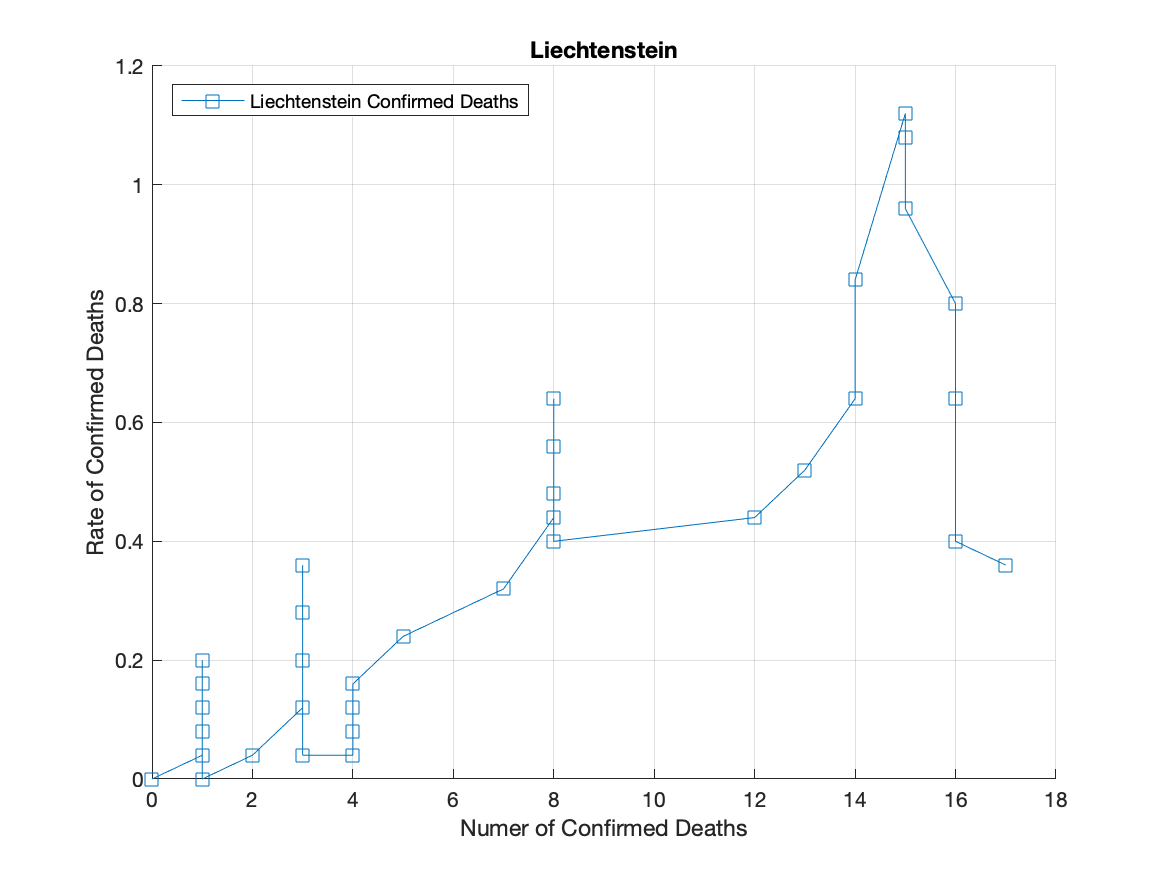 Liechtenstein
Liechtenstein Confirmed Deaths
Rate of Confirmed Deaths
1.2
1
0.8
0.6
0.4
0.2
0
0 2 4 6 8 10 12 14 16 18
Numer of Confirmed Deaths